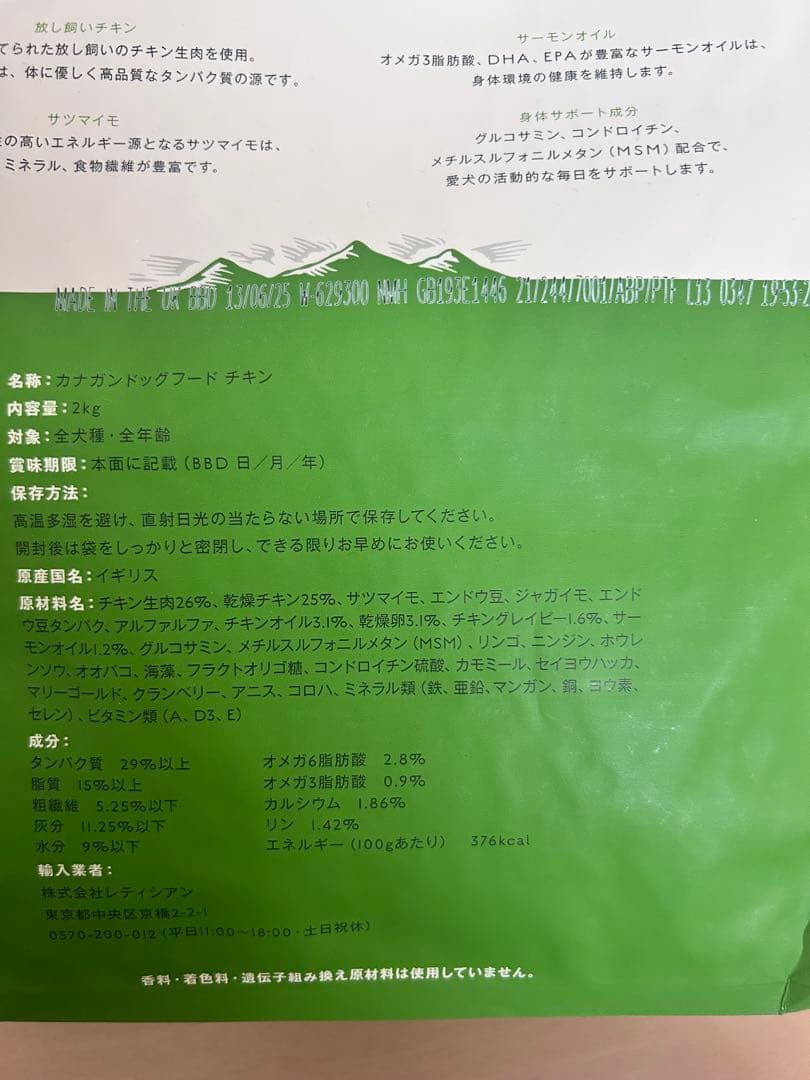 放し飼いチキン
てられた放し飼いのチキン生肉を使用。
は、体に優しく高品質なタンパク質の源です。
サツマイモ
の高いエネルギー源となるサツマイモは、
ミネラル、食物繊維が豊富です。
サーモンオイル
オメガ3脂肪酸、DHA、EPAが豊富なサーモンオイルは、
身体環境の健康を維持します。
身体サポート成分
グルコサミン、コンドロイチン、
メチルスルフォニルメタン（MSM）配合で、
愛犬の活動的な毎日をサポートします。
MADE IN THE UK BBD 13/06/25 W-629300 NWH GB193E1446 21/244/7001/ABP/PTF L13 0347 19:53:2
名称：カナガンドッグフード チキン
内容量：2kg
対象：全犬種・全年齢
賞味期限：本面に記載（BBD 日／月／年）
保存方法：
高温多湿を避け、直射日光の当たらない場所で保存してください。
開封後は袋をしっかりと密閉し、できる限りお早めにお使いください。
原産国名：イギリス
原材料名：チキン生肉26%、乾燥チキン25%、サツマイモ、エンドウ豆、ジャガイモ、エンド
ウ豆タンパク、アルファルファ、チキンオイル3.1%、乾燥卵3.1%、チキングレイビー1.6%、サー
モンオイル1.2%、グルコサミン、メチルスルフォニルメタン（MSM）、リンゴ、ニンジン、ホウレ
ンソウ、オオバコ、海藻、フラクトオリゴ糖、コンドロイチン硫酸、カモミール、セイヨウハッカ、
マリーゴールド、クランベリー、アニス、コロハ、ミネラル類（鉄、亜鉛、マンガン、銅、ヨウ素、
セレン）、ビタミン類（A、D3、E）
成分：
タンパク質 29%以上 オメガ6脂肪酸 2.8%
脂質 15%以上 オメガ3脂肪酸 0.9%
粗繊維 5.25%以下 カルシウム 1.86%
灰分 11.25%以下 リン 1.42%
水分 9%以下 エネルギー（100gあたり） 376kcal
輸入業者：
株式会社レティシアン
東京都中央区京橋2-2-1
0570-200-012（平日11:00～18:00・土日祝休）
香料・着色料・遺伝子組み換え原材料は使用していません。